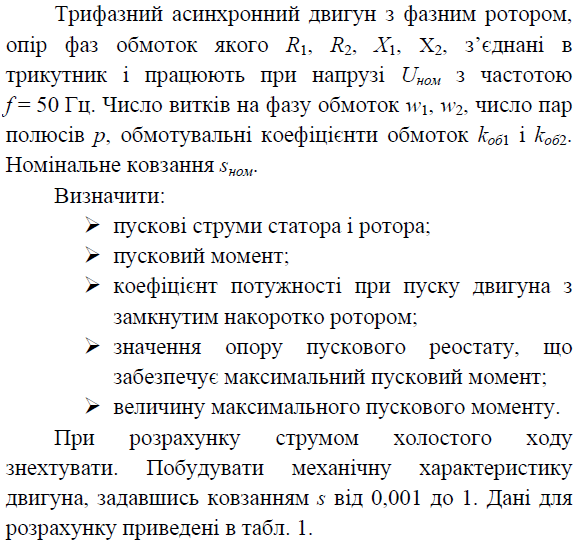 Трифазний асинхронний двигун з фазним ротором,
опір фаз обмоток якого R1, R2, X1, X2, з’єднані в
трикутник і працюють при напрузі Uном з частотою
f = 50 Гц. Число витків на фазу обмоток w1, w2, число пар
полюсів p, обмотувальні коефіцієнти обмоток kоб1 і kоб2.
Номінальне ковзання sном.
Визначити:
➢ пускові струми статора і ротора;
➢ пусковий момент;
➢ коефіцієнт потужності при пуску двигуна з
замкнутим накоротко ротором;
➢ значення опору пускового реостату, що
забезпечує максимальний пусковий момент;
➢ величину максимального пускового моменту.
При розрахунку струмом холостого ходу
знехтувати. Побудувати механічну характеристику
двигуна, задавшись ковзанням s від 0,001 до 1. Дані для
розрахунку приведені в табл. 1.